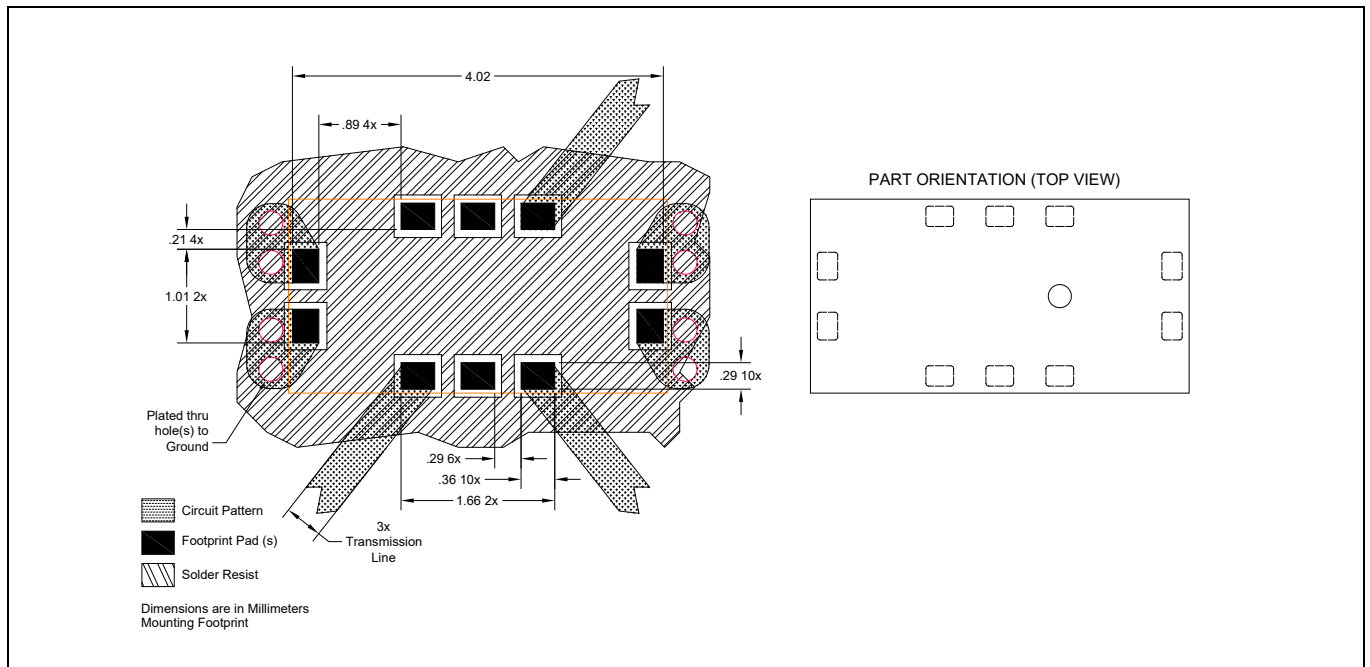 4.02
.89 4x
PART ORIENTATION (TOP VIEW)
.21 4x
1.01 2x
.29 10x
Plated thru
hole(s) to
Ground
.29 6x
.36 10x
1.66 2x
3x
Transmission
Line
Circuit Pattern
Footprint Pad (s)
Solder Resist
Dimensions are in Millimeters
Mounting Footprint